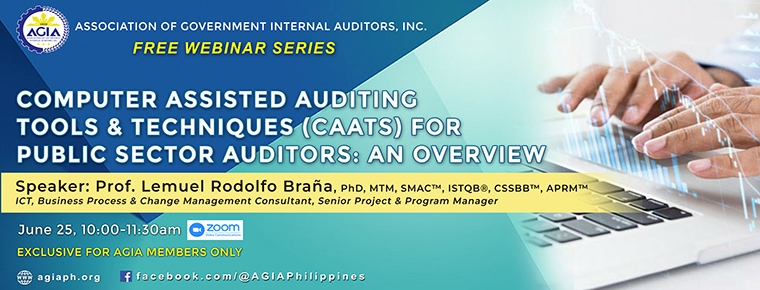 AGIA
ASSOCIATION OF GOVERNMENT INTERNAL AUDITORS, INC.
FREE WEBINAR SERIES
COMPUTER ASSISTED AUDITING
TOOLS & TECHNIQUES (CAATS) FOR
PUBLIC SECTOR AUDITORS: AN OVERVIEW
Speaker: Prof. Lemuel Rodolfo Braña, PhD, MTM, SMAC™, ISTQB®, CSSBB™, APRM™
ICT, Business Process & Change Management Consultant, Senior Project & Program Manager
June 25, 10:00-11:30am
zoom
EXCLUSIVE FOR AGIA MEMBERS ONLY
agiaph.org
facebook.com/@AGIAPhilippines